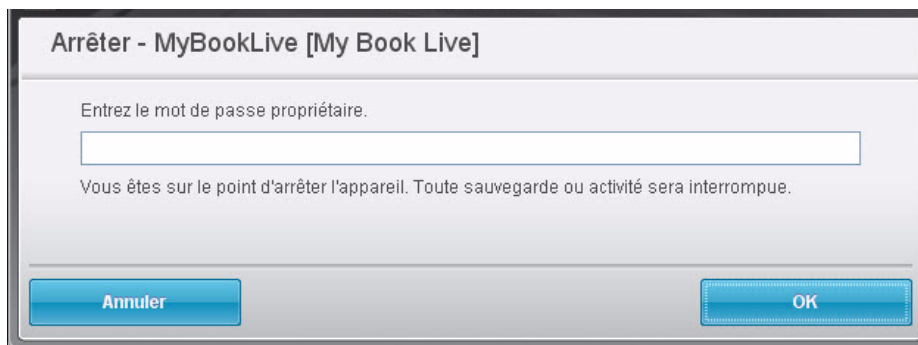 Arrêter - MyBookLive [My Book Live]
Entrez le mot de passe propriétaire.
Vous êtes sur le point d'arrêter l'appareil. Toute sauvegarde ou activité sera interrompue.
Annuler
OK